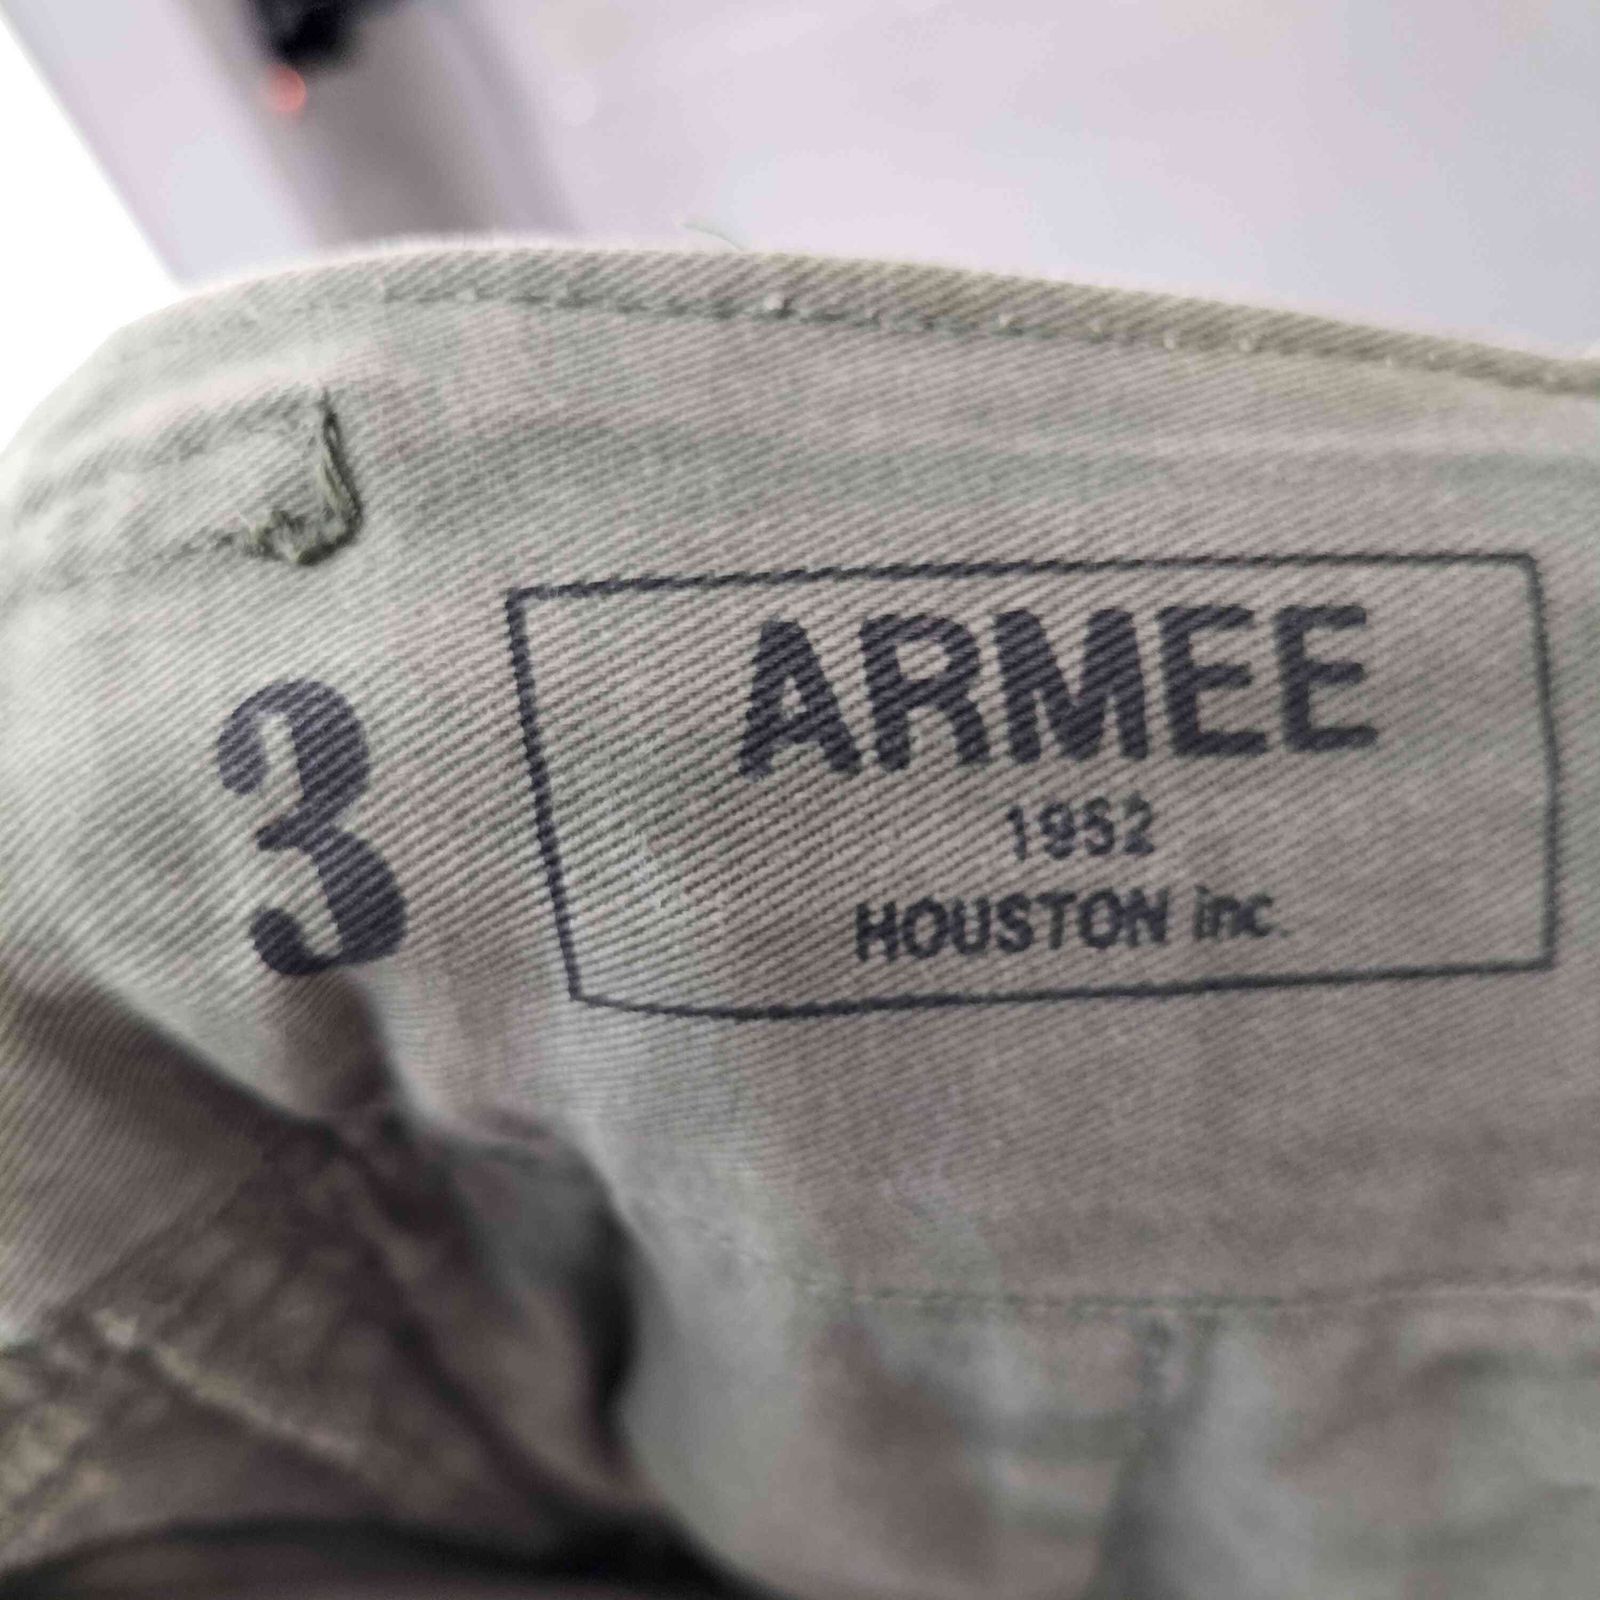 3
ARMEE
1952
HOUSTON inc.